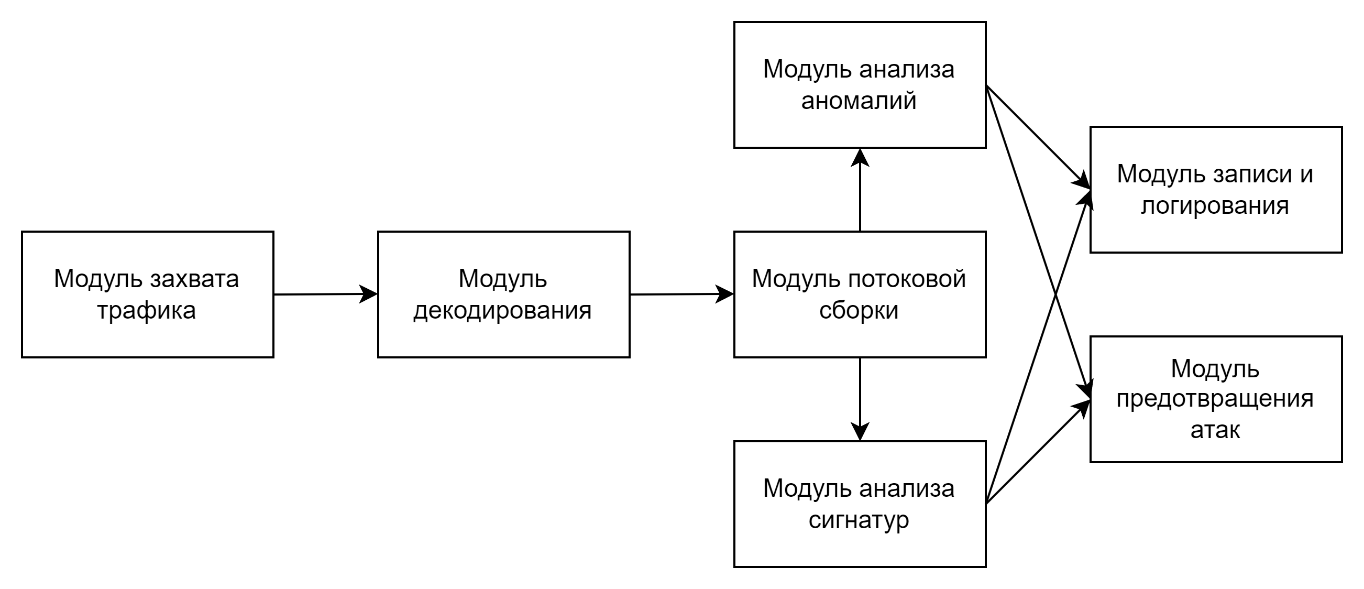 Модуль анализа
аномалий
Модуль записи и
логирования
Модуль захвата
трафика
Модуль
декодирования
Модуль потоковой
сборки
Модуль
предотвращения
атак
Модуль анализа
сигнатур